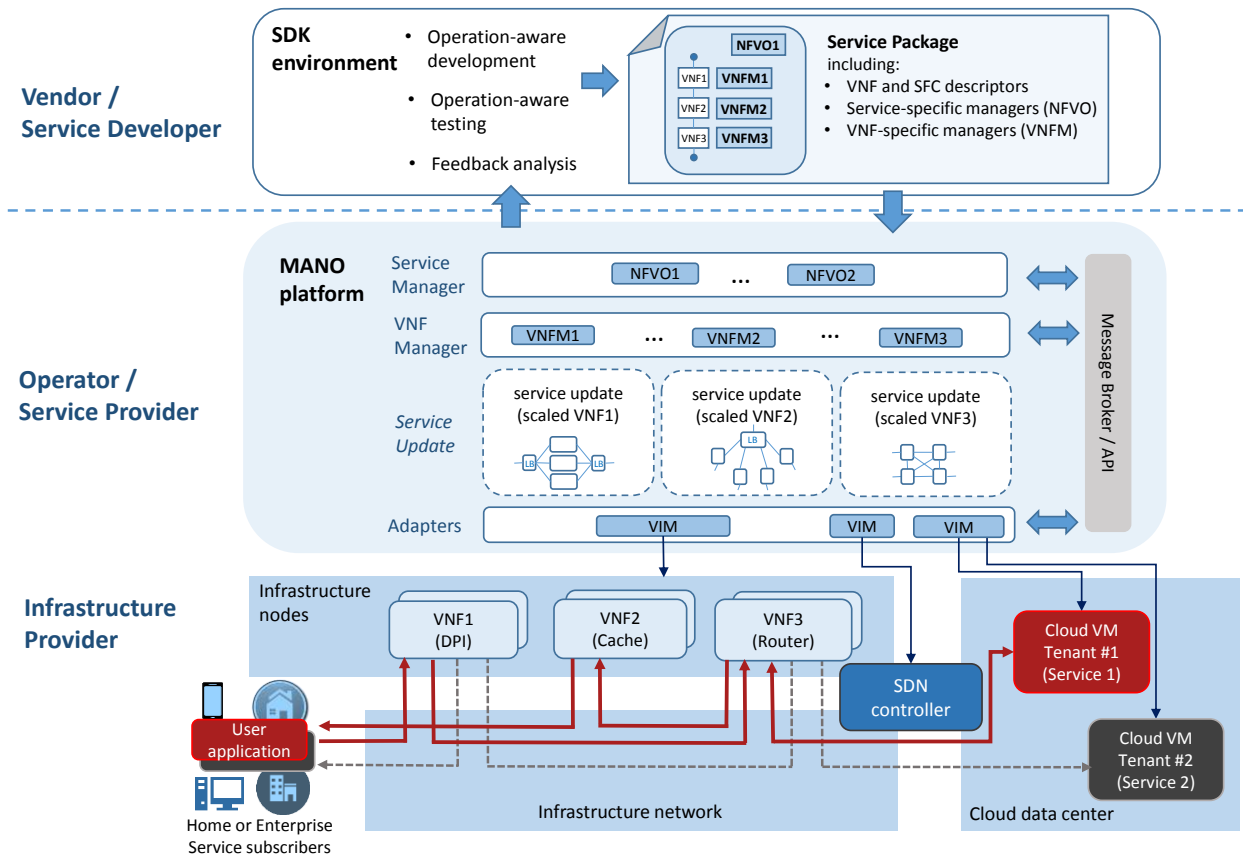 Vendor /
Service Developer
SDK
environment
• Operation-aware
development
• Operation-aware
testing
• Feedback analysis
NFVO1
VNF1
VNFM1
VNF2
VNFM2
VNF3
VNFM3
Service Package
including:
• VNF and SFC descriptors
• Service-specific managers (NFVO)
• VNF-specific managers (VNFM)
Operator /
Service Provider
MANO
platform
Service
Manager
NFVO1
...
NFVO2
VNF
Manager
VNFM1
...
VNFM2
...
VNFM3
Service
Update
service update
(scaled VNF1)
LB
LB
service update
(scaled VNF2)
LB
service update
(scaled VNF3)
Adapters
VIM
VIM
VIM
Message Broker / API
Infrastructure
Provider
Infrastructure
nodes
VNF1
(DPI)
VNF2
(Cache)
VNF3
(Router)
SDN
controller
Cloud VM
Tenant #1
(Service 1)
Cloud VM
Tenant #2
(Service 2)
User
application
Home or Enterprise
Service subscribers
Infrastructure network
Cloud data center